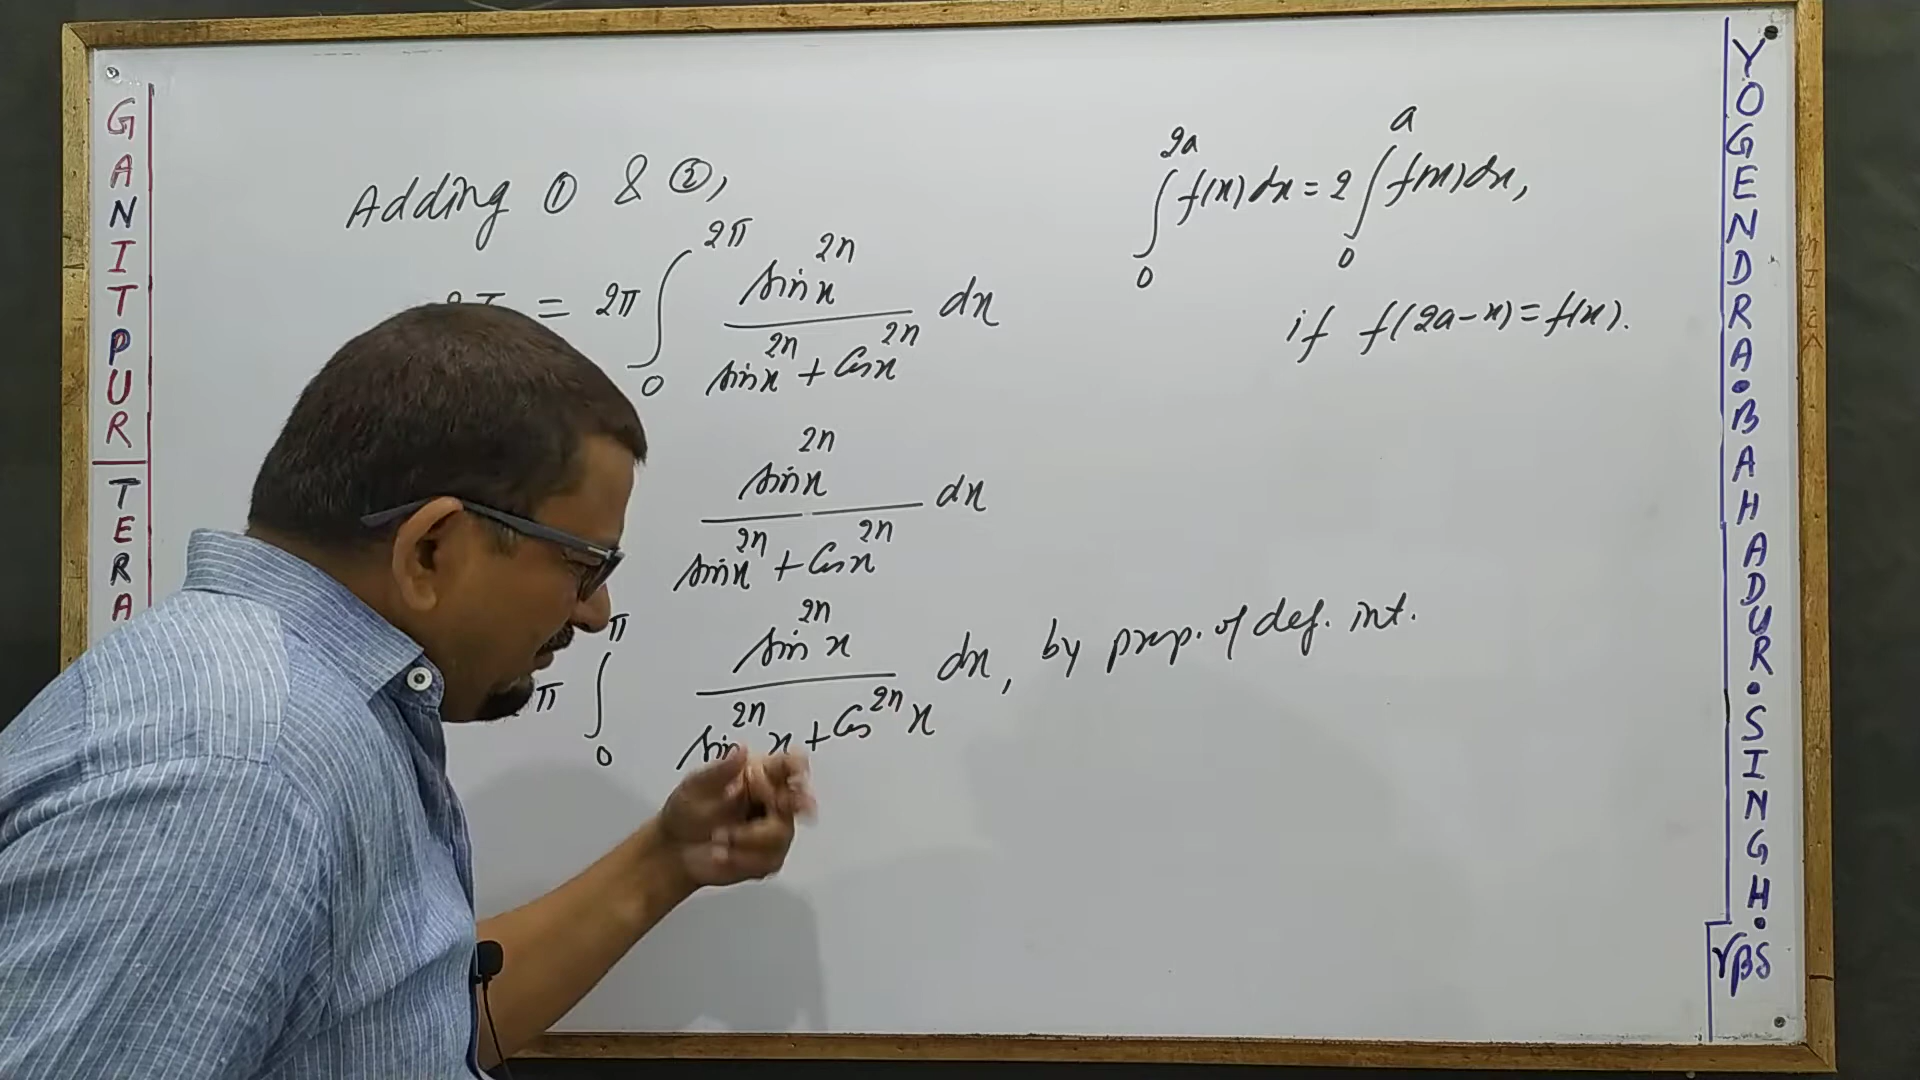 GANITPUR
TERA
Adding ① & ②,
2I = 2π ∫₀^2π sin^2n x / (sin^2n x + Cos^2n x) dx
sin^2n x / (sin^2n x + Cos^2n x) dx
π ∫₀^π sin^2n x / (sin^2n x + Cos^2n x) dx, by prop. of def. int.
∫₀^2a f(x) dx = 2 ∫₀^a f(x) dx,
if f(2a-x) = f(x).
YOGENDRA.BAHADUR.SINGH.
γβδ